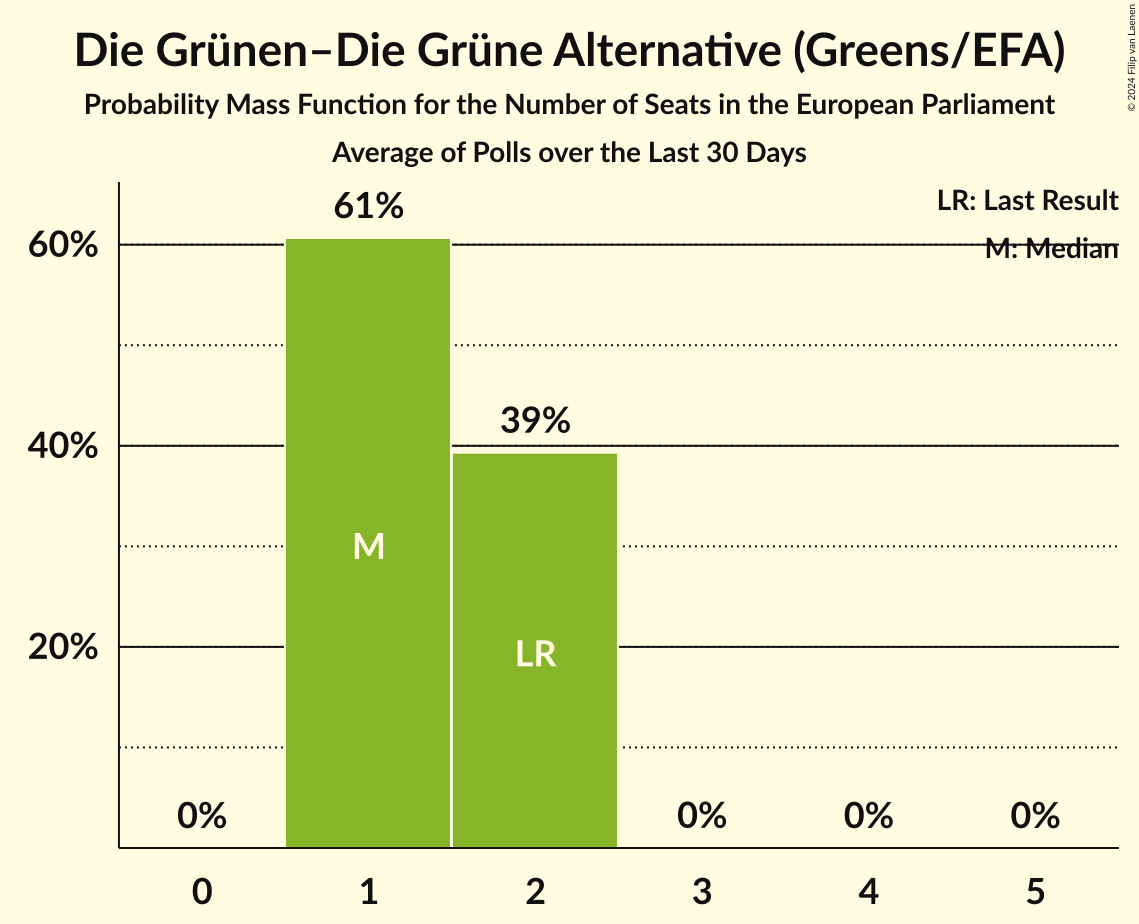 Die Grünen–Die Grüne Alternative (Greens/EFA)
Probability Mass Function for the Number of Seats in the European Parliament
Average of Polls over the Last 30 Days
© 2024 Filip van Laenen
LR: Last Result
M: Median
61%
60%
39%
40%
M
LR
20%
0% 0% 0% 0%
0 1 2 3 4 5